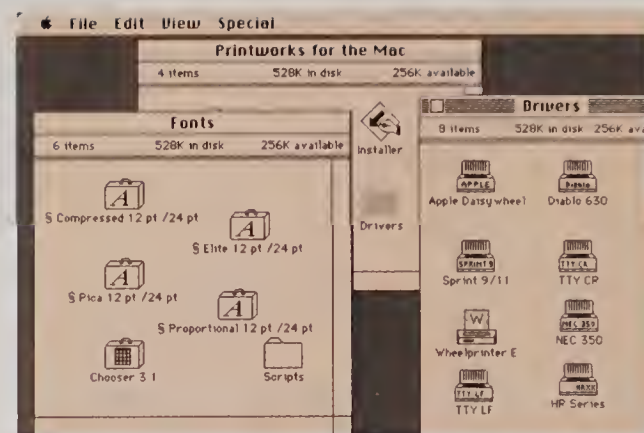 File Edit View Special
Printworks for the Mac
4 items 528K in disk 256K available
Fonts
6 items 528K in disk 256K available
§ Compressed 12 pt /24 pt
§ Elite 12 pt /24 pt
§ Pica 12 pt /24 pt
§ Proportional 12 pt /24 pt
Chooser 3.1
Scripts
Installer
Drivers
Drivers
8 items 528K in disk 256K ava
APPLE
Apple Daisywheel
Diablo
Diablo 630
SPRINT 9
Sprint 9/11
TTY CR
TTY CR
W
Wheelprinter E
NEC 350
NEC 350
TTY LF
TTY LF
HR Series